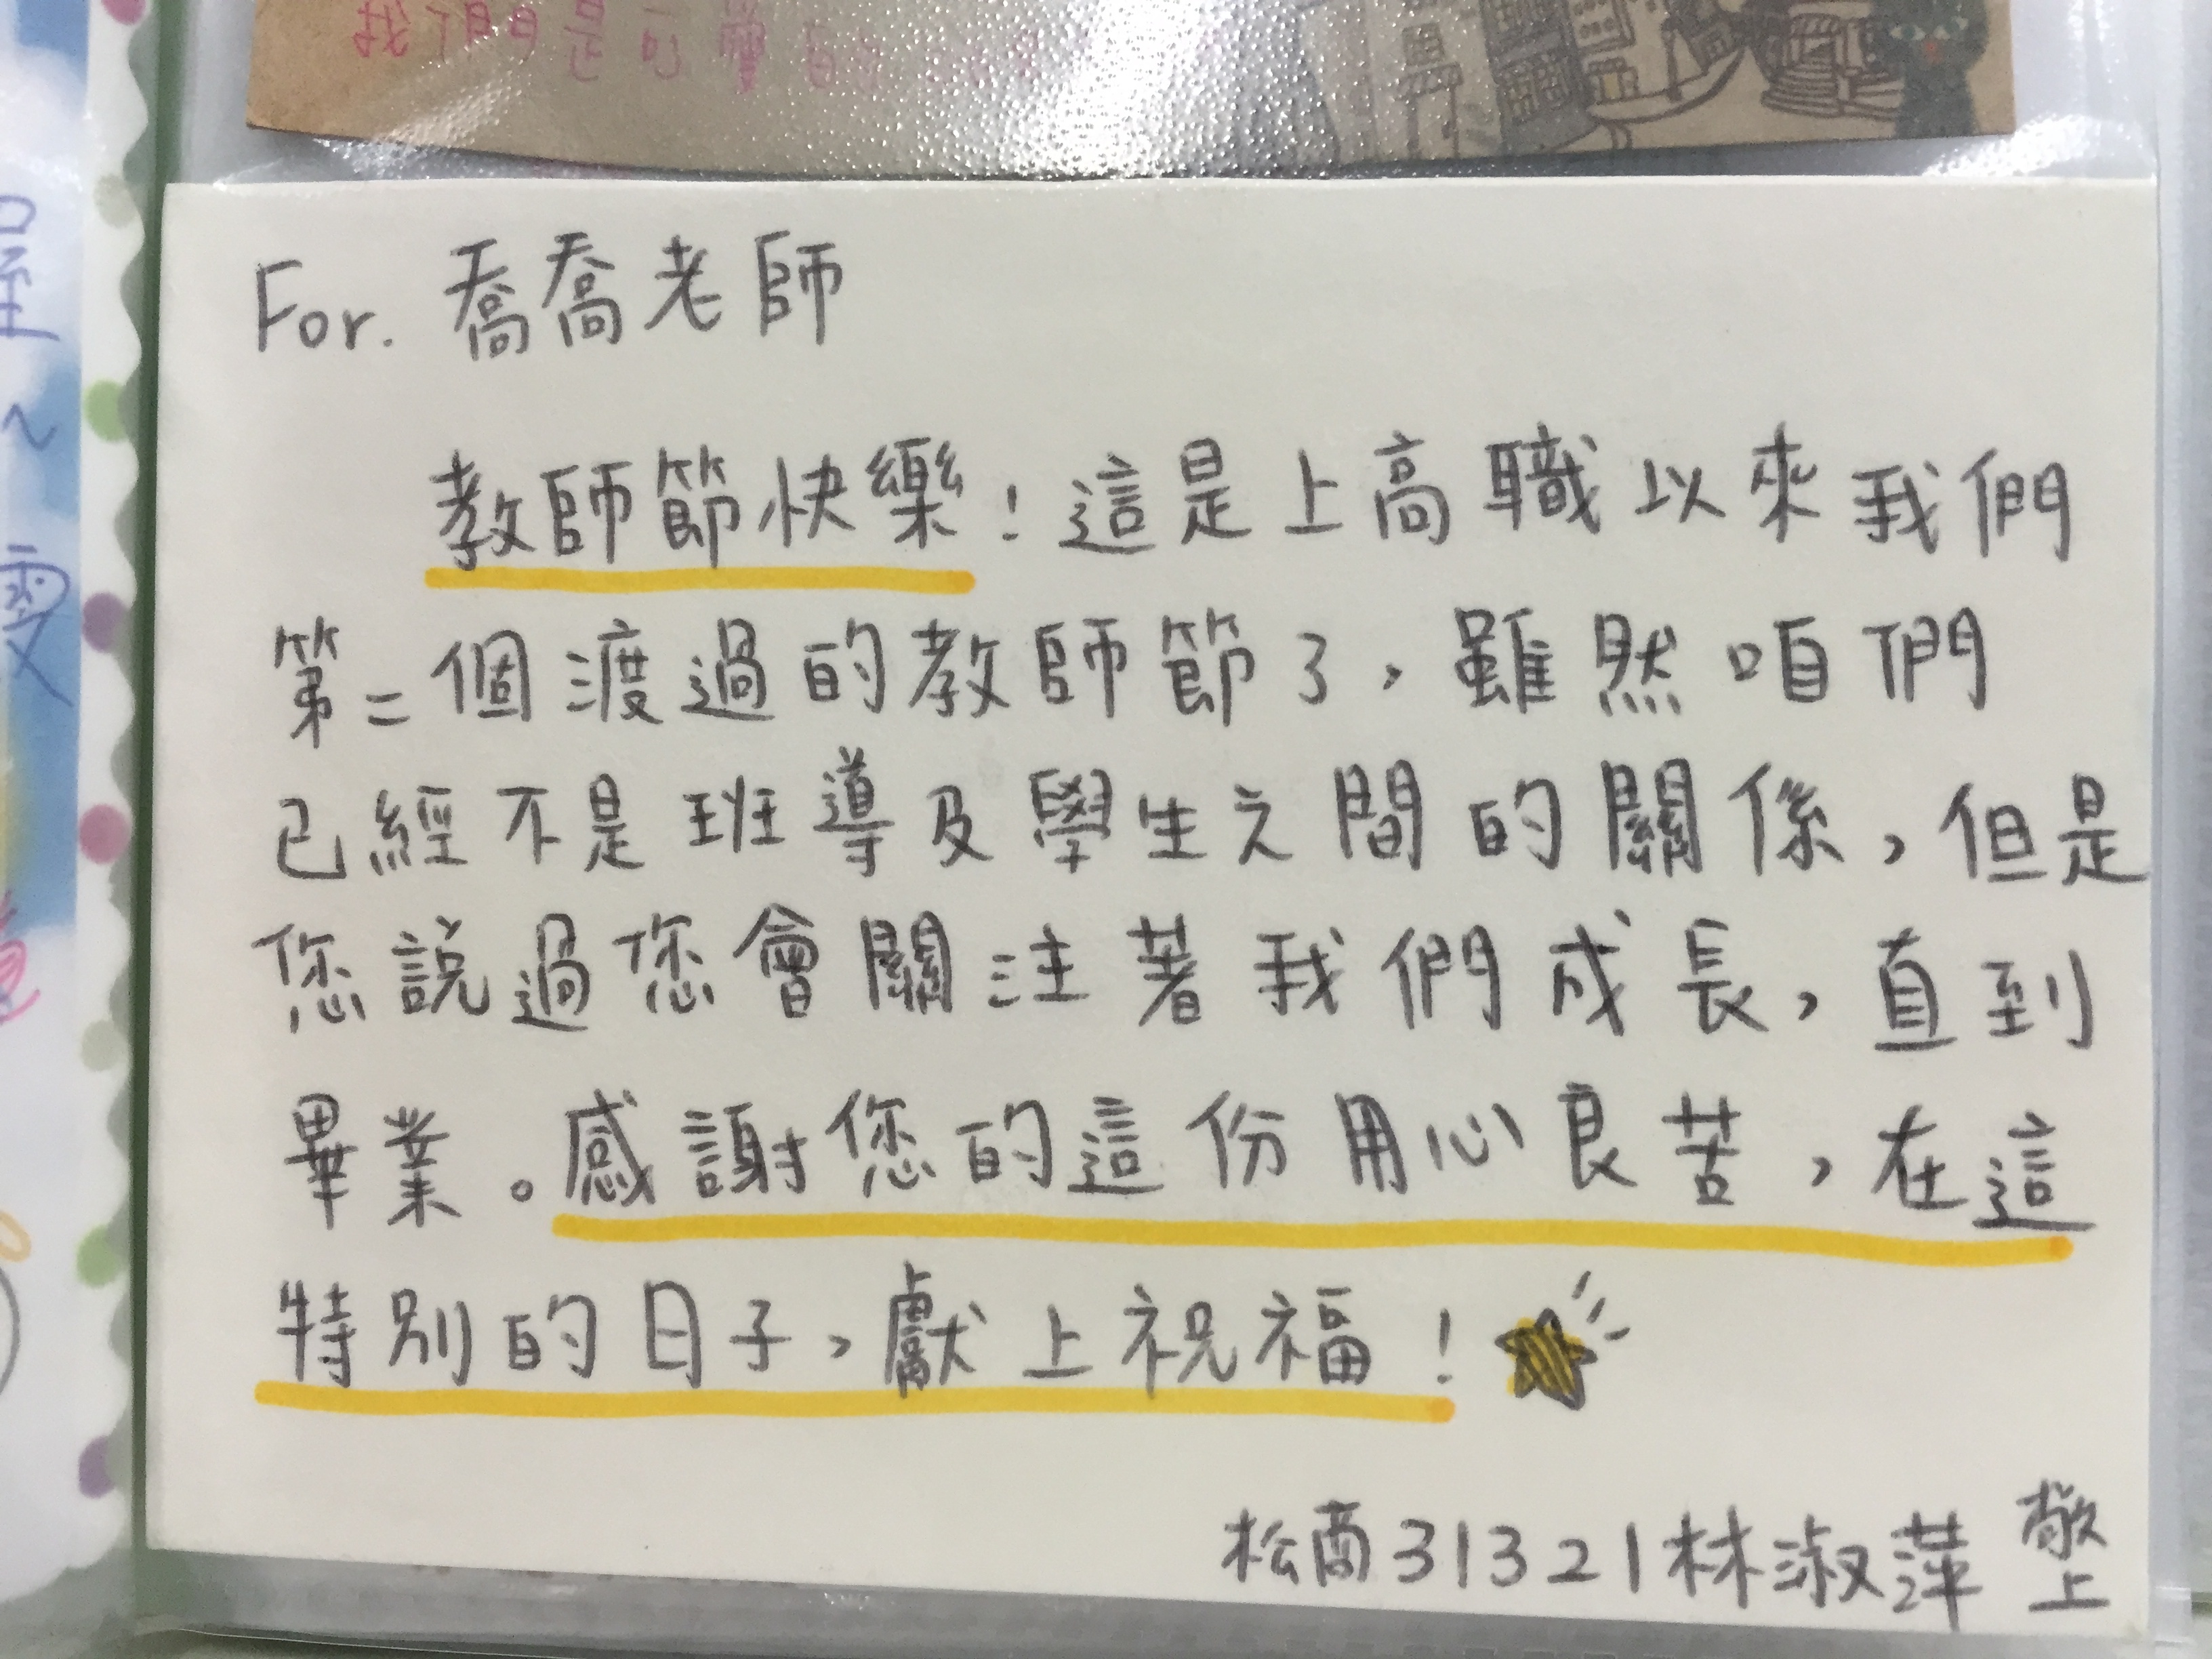 我們是可
For. 喬喬老師
教師節快樂！這是上高職以來我們
第二個渡過的教師節了，雖然咱們
已經不是班導及學生之間的關係，但是
您說過您會關注著我們成長，直到
畢業。感謝您的這份用心良苦，在這
特別的日子，獻上祝福！
松商31321林淑萍 敬上